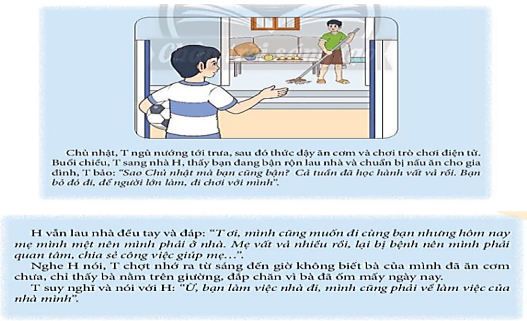 Chủ nhật, T ngủ nướng tới trưa, sau đó thức dậy ăn cơm và chơi trò chơi điện tử.
Buổi chiều, T sang nhà H, thấy bạn đang bận rộn lau nhà và chuẩn bị nấu ăn cho gia
đình, T bảo: "Sao Chủ nhật mà bạn cũng bận? Cả tuần đã học hành vất vả rồi. Bạn
bỏ đó đi, để người lớn làm, đi chơi với mình".
H vẫn lau nhà đều tay và đáp: "T ơi, mình cũng muốn đi cùng bạn nhưng hôm nay
mẹ mình mệt nên mình phải ở nhà. Mẹ vất vả nhiều rồi, lại bị bệnh nên mình phải
quan tâm, chia sẻ công việc giúp mẹ...".
Nghe H nói, T chợt nhớ ra từ sáng đến giờ không biết bà của mình đã ăn cơm
chưa, chỉ thấy bà nằm trên giường, đắp chăn vì bà đã ốm mấy ngày nay.
T suy nghĩ và nói với H: "Ừ, bạn làm việc nhà đi, mình cũng phải về làm việc của
nhà mình".